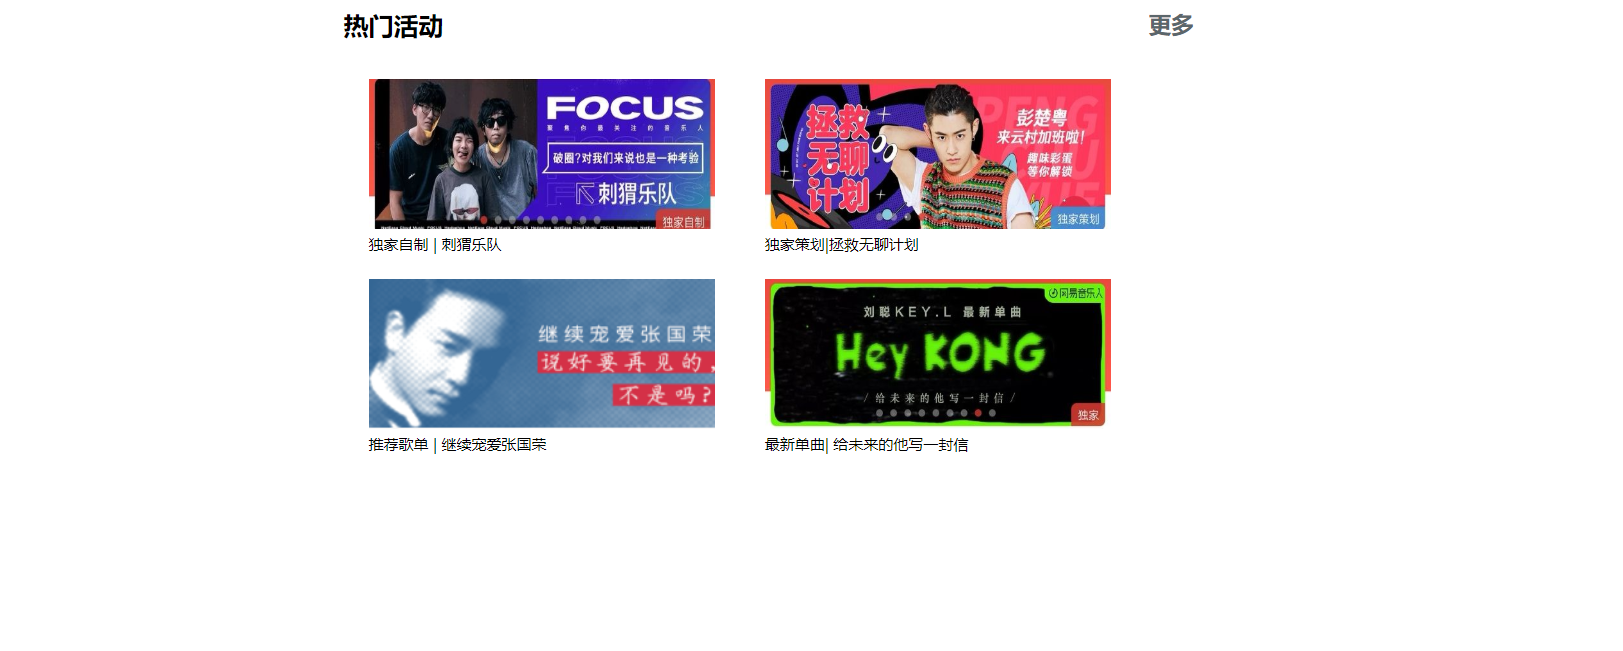 热门活动
更多
FOCUS
聚焦你最关注的音乐人
破圈?对我们来说也是一种考验
刺猬乐队
独家自制
独家自制 | 刺猬乐队
拯救
无聊
计划
PENG
CHU
YUE
彭楚粤
来云村加班啦!
趣味彩蛋
等你解锁
独家策划
独家策划|拯救无聊计划
继续宠爱张国荣
说好要再见的,
不是吗?
推荐歌单 | 继续宠爱张国荣
网易音乐人
刘聪KEY.L 最新单曲
Hey KONG
/ 给未来的他写一封信 /
独家
最新单曲| 给未来的他写一封信